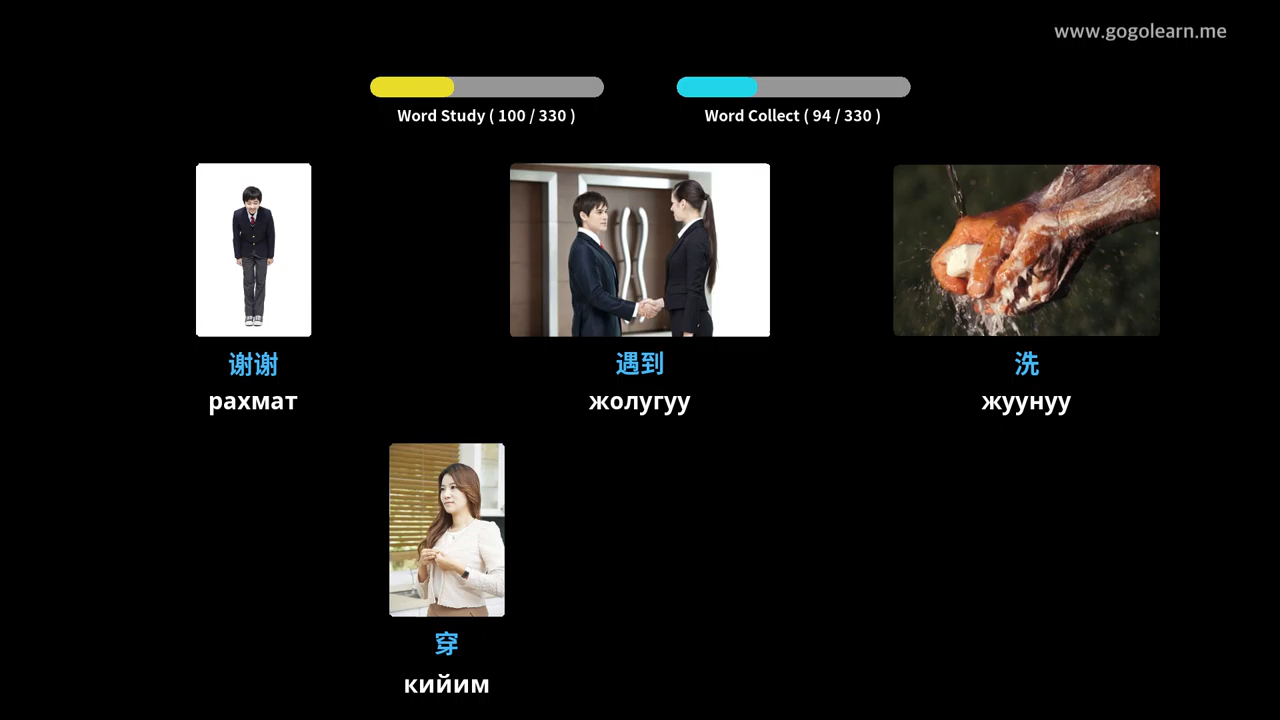 www.gogolearn.me
Word Study ( 100 / 330 )
Word Collect ( 94 / 330 )
谢谢
рахмат
遇到
жолугуу
洗
жуунуу
穿
кийим